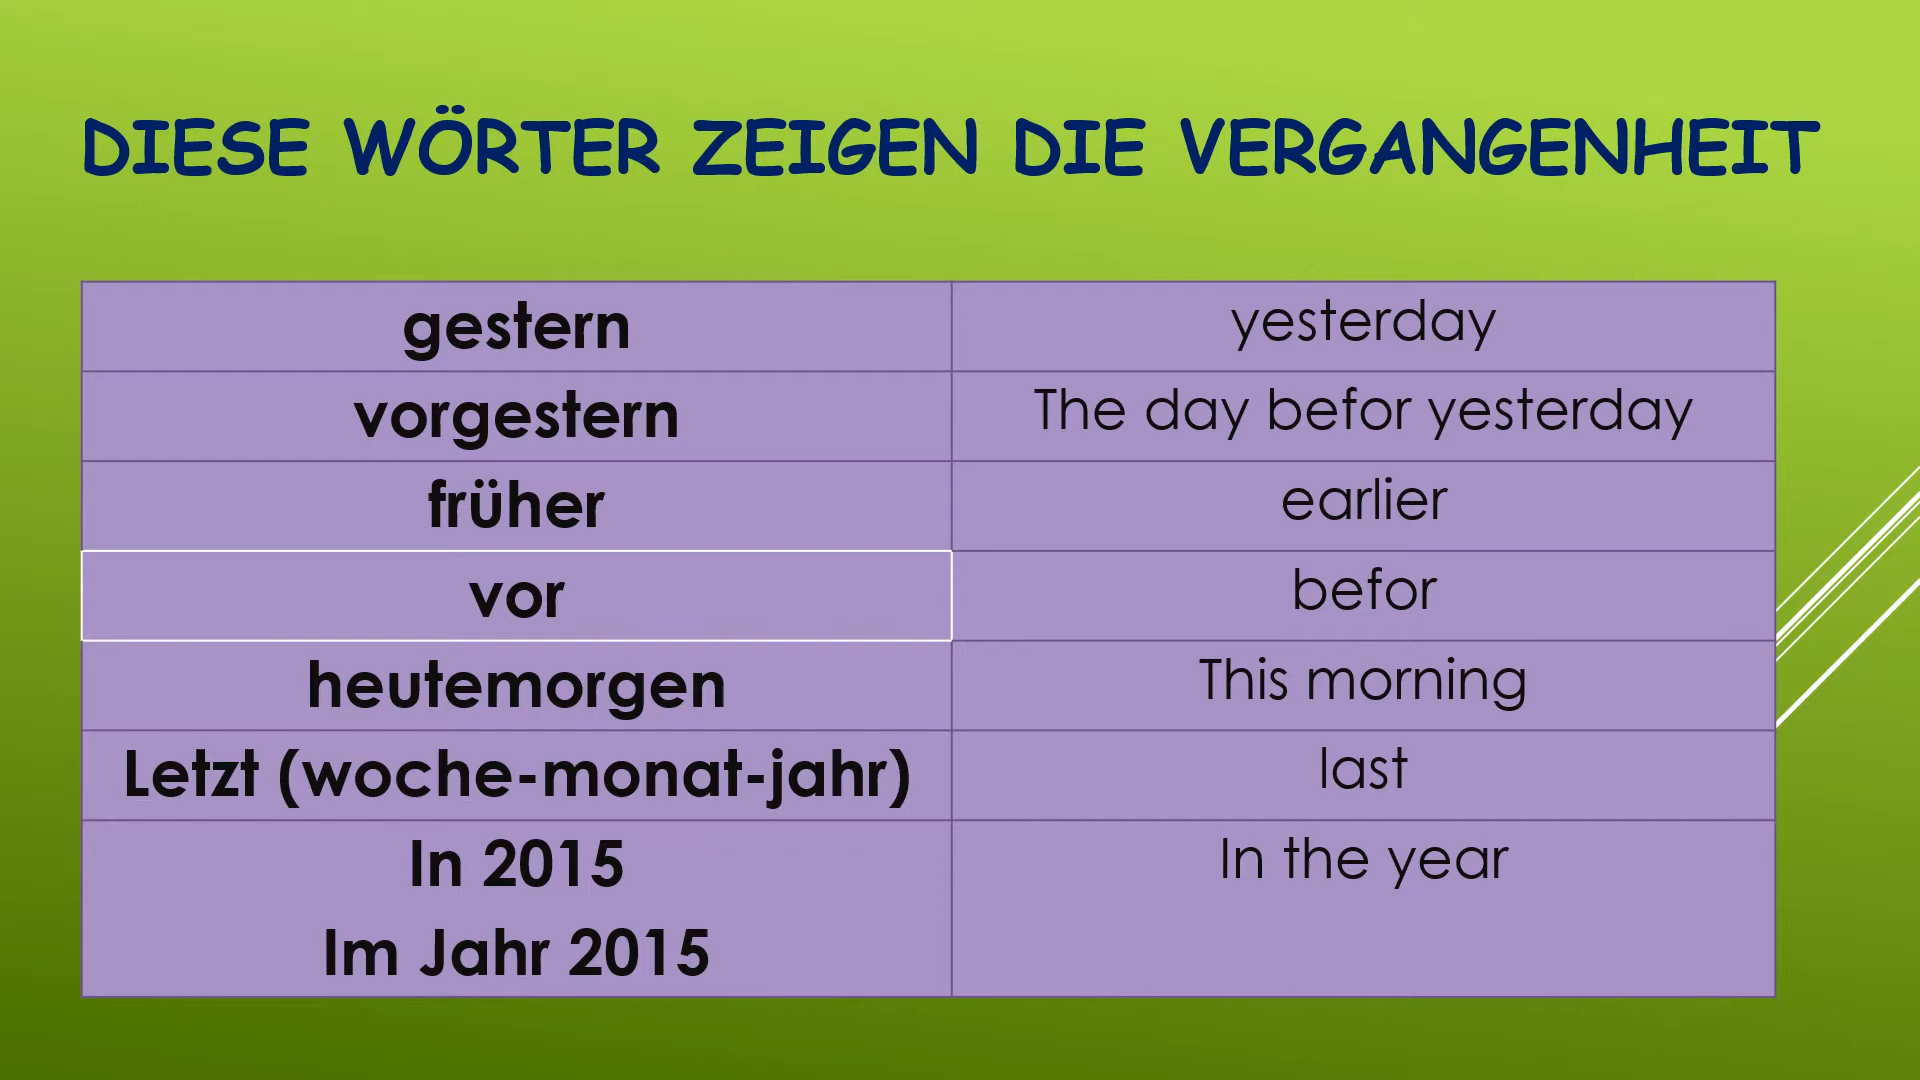 DIESE WÖRTER ZEIGEN DIE VERGANGENHEIT
gestern yesterday
vorgestern The day befor yesterday
früher earlier
vor befor
heutemorgen This morning
Letzt (woche-monat-jahr) last
In 2015 In the year
Im Jahr 2015